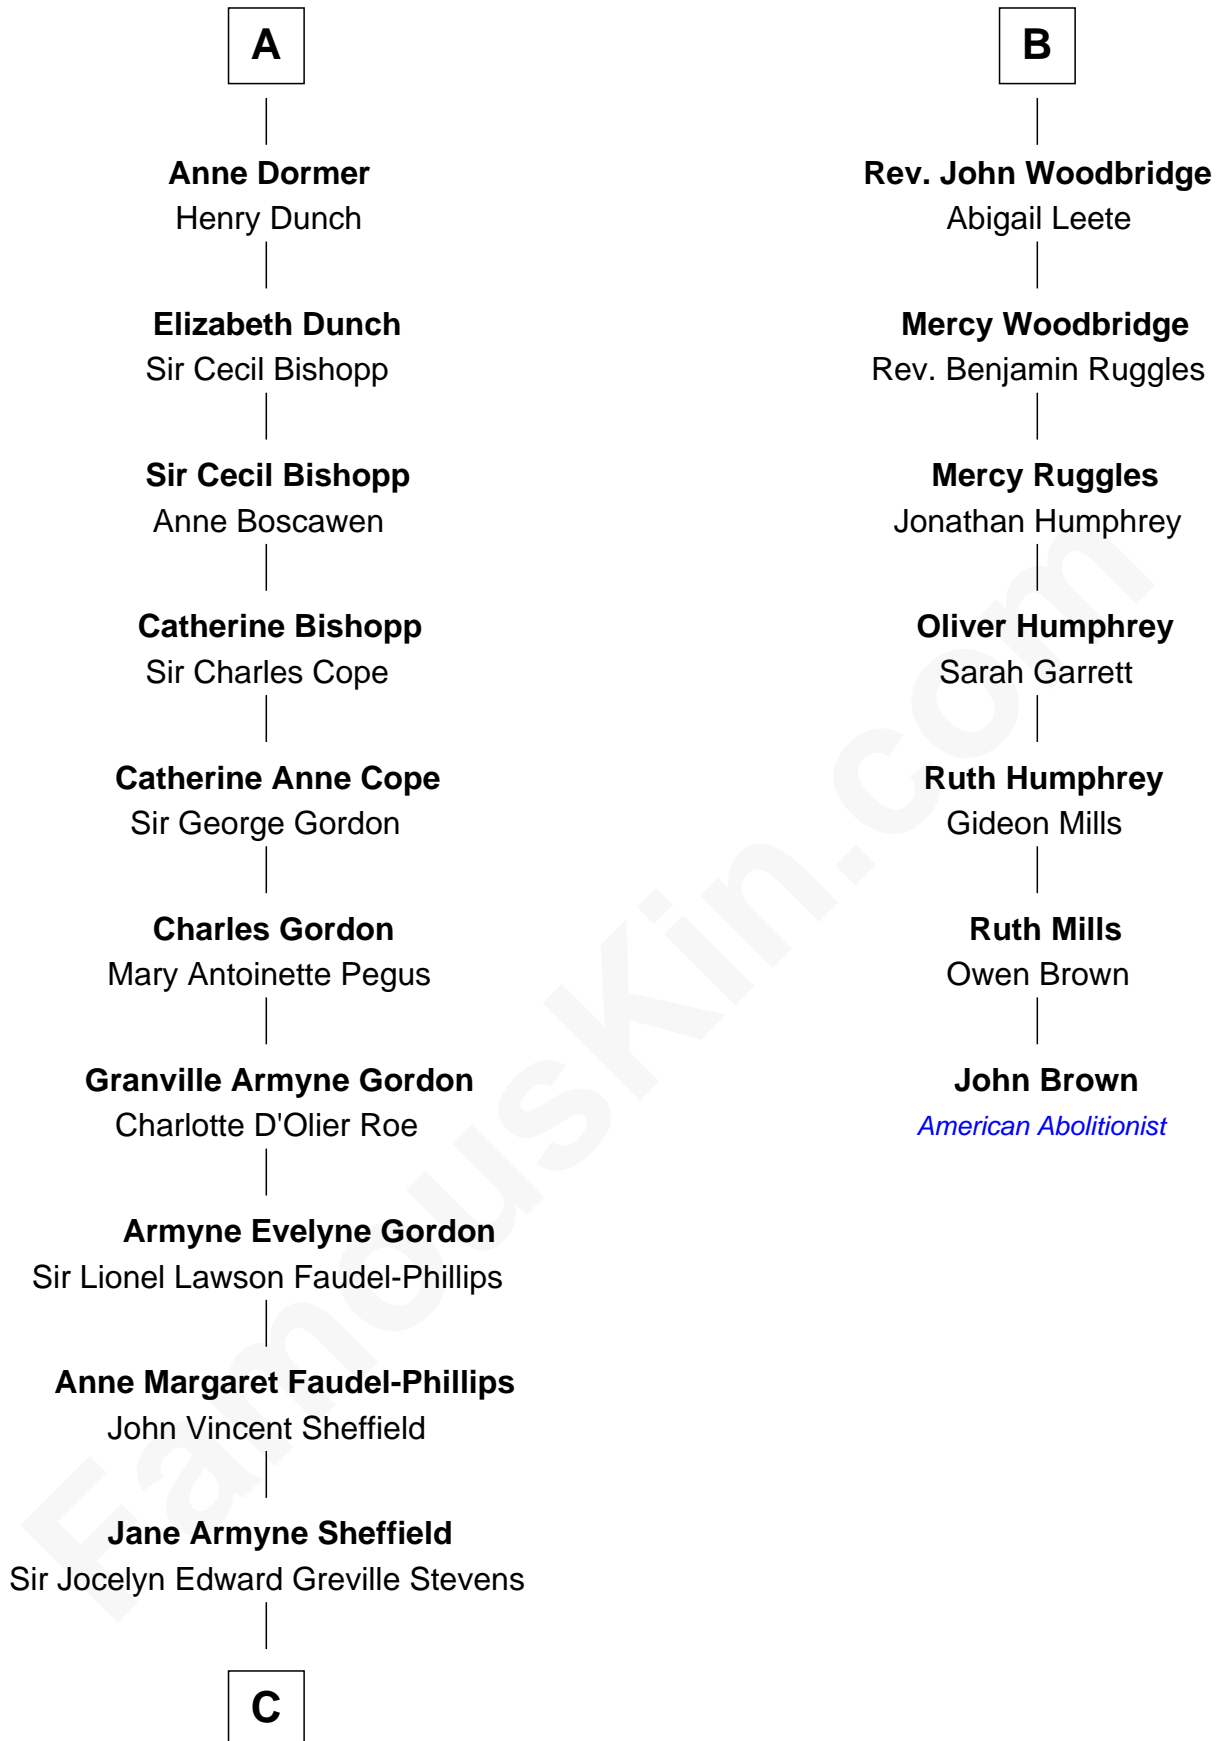 A
Anne Dormer
Henry Dunch
Elizabeth Dunch
Sir Cecil Bishopp
Sir Cecil Bishopp
Anne Boscawen
Catherine Bishopp
Sir Charles Cope
Catherine Anne Cope
Sir George Gordon
Charles Gordon
Mary Antoinette Pegus
Granville Armyne Gordon
Charlotte D'Olier Roe
Armyne Evelyne Gordon
Sir Lionel Lawson Faudel-Phillips
Anne Margaret Faudel-Phillips
John Vincent Sheffield
Jane Armyne Sheffield
Sir Jocelyn Edward Greville Stevens
C
B
Rev. John Woodbridge
Abigail Leete
Mercy Woodbridge
Rev. Benjamin Ruggles
Mercy Ruggles
Jonathan Humphrey
Oliver Humphrey
Sarah Garrett
Ruth Humphrey
Gideon Mills
Ruth Mills
Owen Brown
John Brown
American Abolitionist
FamousKin.com